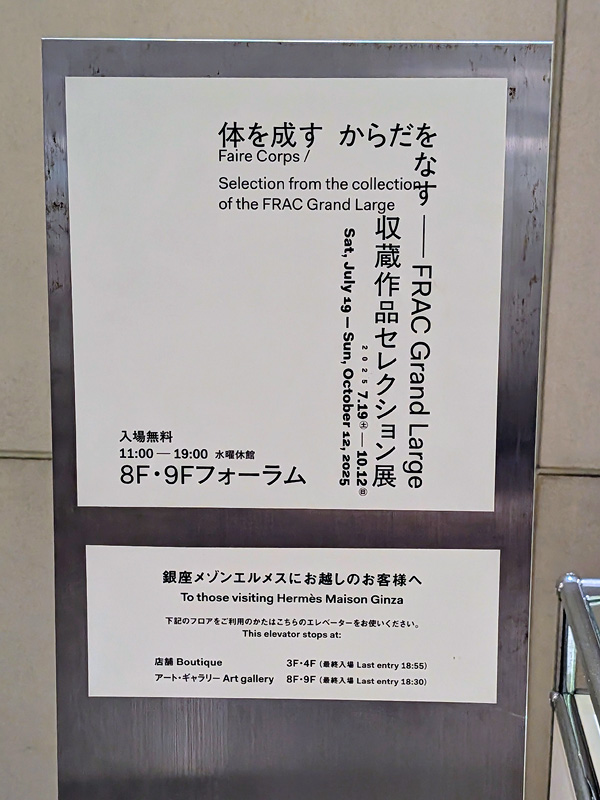 体を成す からだをなす — FRAC Grand Large
収蔵作品セレクション展
Faire Corps /
Selection from the collection
of the FRAC Grand Large
2025 7.19㊏ — 10.12㊐
Sat, July 19 — Sun, October 12, 2025
入場無料
11:00 — 19:00 水曜休館
8F・9Fフォーラム
銀座メゾンエルメスにお越しのお客様へ
To those visiting Hermès Maison Ginza
下記のフロアをご利用のかたはこちらのエレベーターをお使いください。
This elevator stops at:
店舗 Boutique 3F・4F (最終入場 Last entry 18:55)
アート・ギャラリー Art gallery 8F・9F (最終入場 Last entry 18:30)